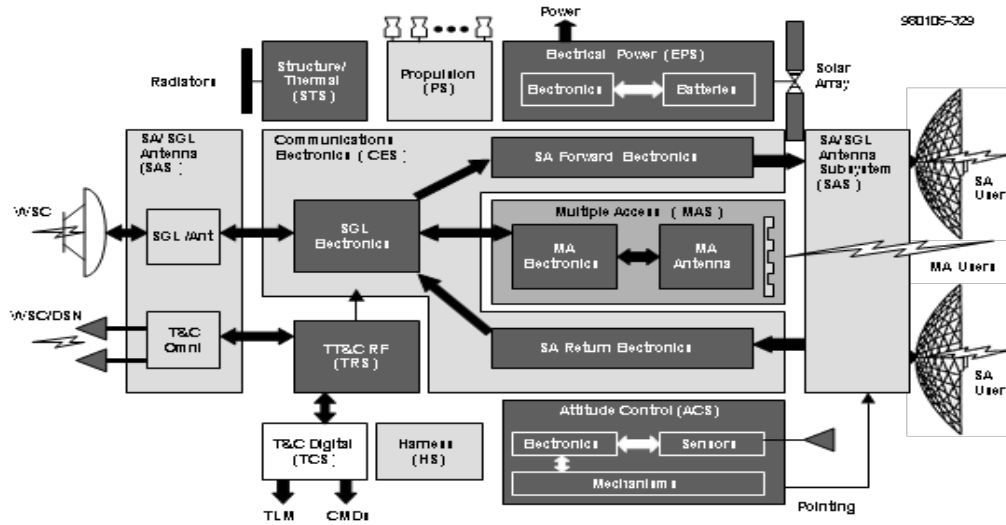 Power
980105-329
Structure/
Thermal
(STS)
Propulsion
(PS)
Electrical Power (EPS)
Electronics
Batteries
Radiators
Solar
Array
SA/SGL
Antenna
(SAS)
Communications
Electronics (CES)
SA Forward Electronics
SA/SGL
Antenna
Subsystem
(SAS)
SA
User
WSC
SGL /Ant
SGL
Electronics
Multiple Access (MAS)
MA
Electronics
MA
Antenna
MA Users
WSC/DSN
T&C
Omni
TT&C RF
(TRS)
SA Return Electronics
SA
User
Attitude Control (ACS)
T&C Digital
(TCS)
Harness
(HS)
Electronics
Sensors
Mechanisms
Pointing
TLM
CMDs